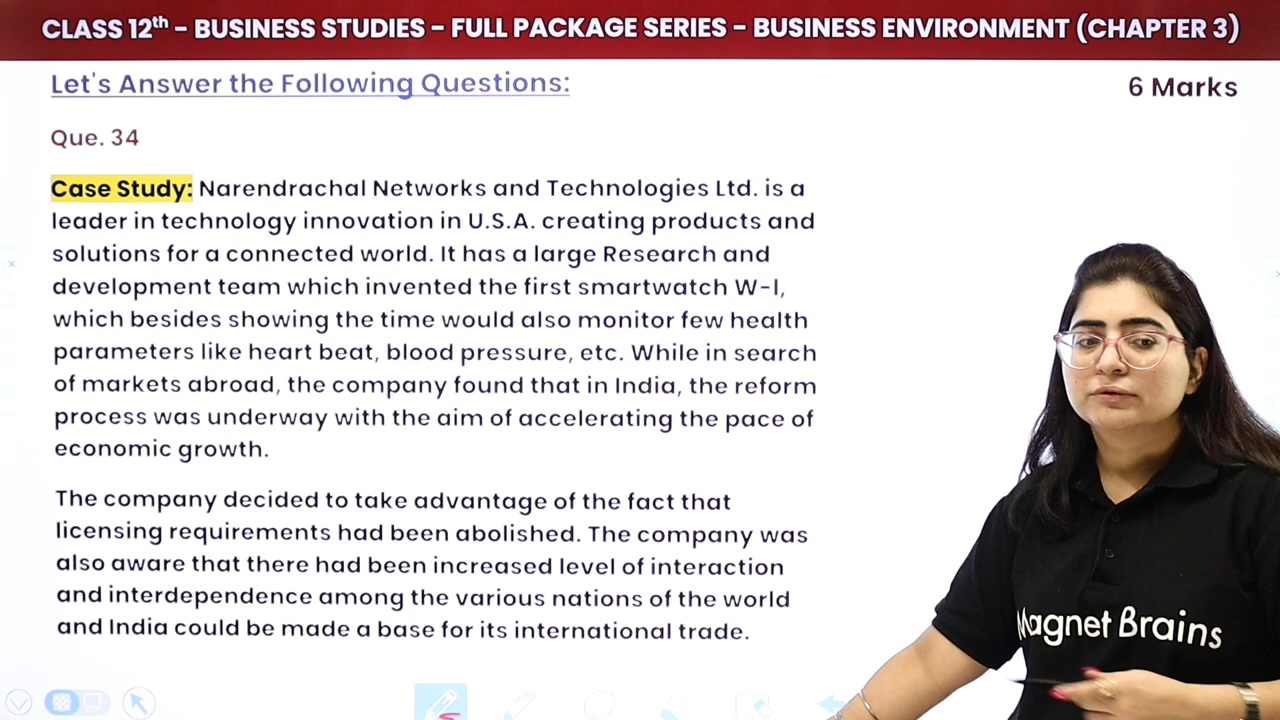 CLASS 12th – BUSINESS STUDIES – FULL PACKAGE SERIES – BUSINESS ENVIRONMENT (CHAPTER 3)
Let's Answer the Following Questions:
6 Marks
Que. 34
Case Study: Narendrachal Networks and Technologies Ltd. is a
leader in technology innovation in U.S.A. creating products and
solutions for a connected world. It has a large Research and
development team which invented the first smartwatch W-I,
which besides showing the time would also monitor few health
parameters like heart beat, blood pressure, etc. While in search
of markets abroad, the company found that in India, the reform
process was underway with the aim of accelerating the pace of
economic growth.
The company decided to take advantage of the fact that
licensing requirements had been abolished. The company was
also aware that there had been increased level of interaction
and interdependence among the various nations of the world
and India could be made a base for its international trade.
Magnet Brains